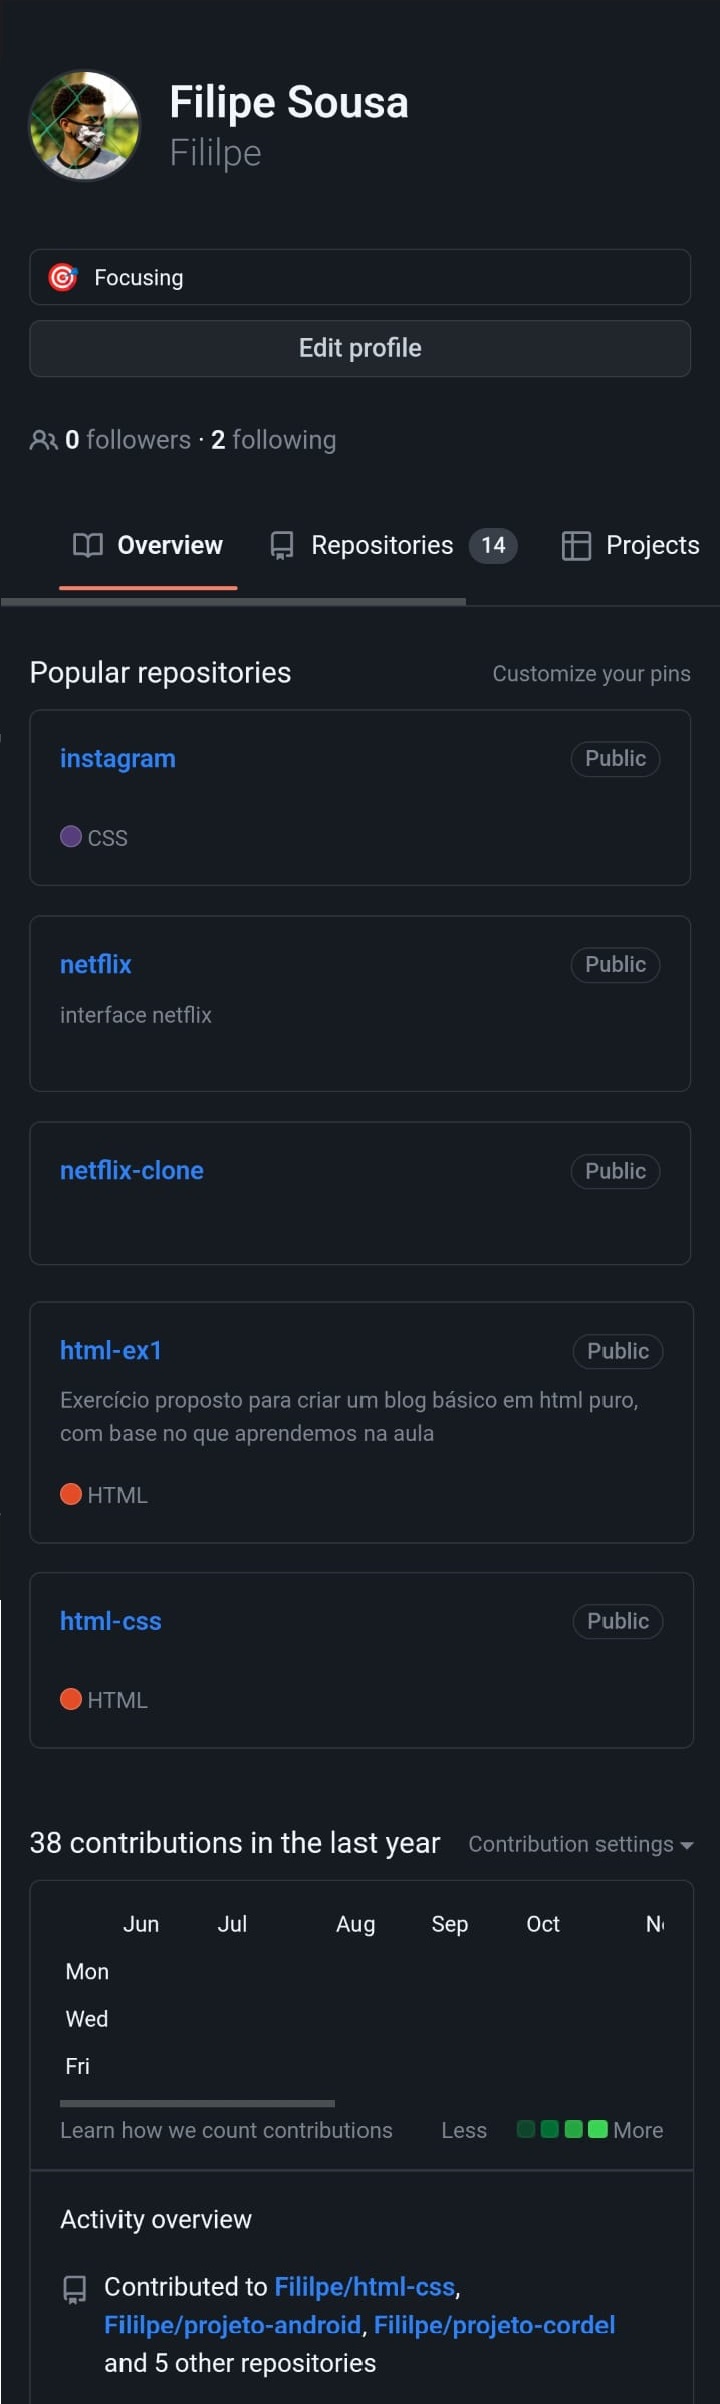 Filipe Sousa
Fililpe
Focusing
Edit profile
0 followers · 2 following
Overview Repositories 14 Projects
Popular repositories Customize your pins
instagram Public
CSS
netflix Public
interface netflix
netflix-clone Public
html-ex1 Public
Exercício proposto para criar um blog básico em html puro,
com base no que aprendemos na aula
HTML
html-css Public
HTML
38 contributions in the last year Contribution settings
Jun Jul Aug Sep Oct
Mon
Wed
Fri
Learn how we count contributions Less More
Activity overview
Contributed to Fililpe/html-css,
Fililpe/projeto-android, Fililpe/projeto-cordel
and 5 other repositories